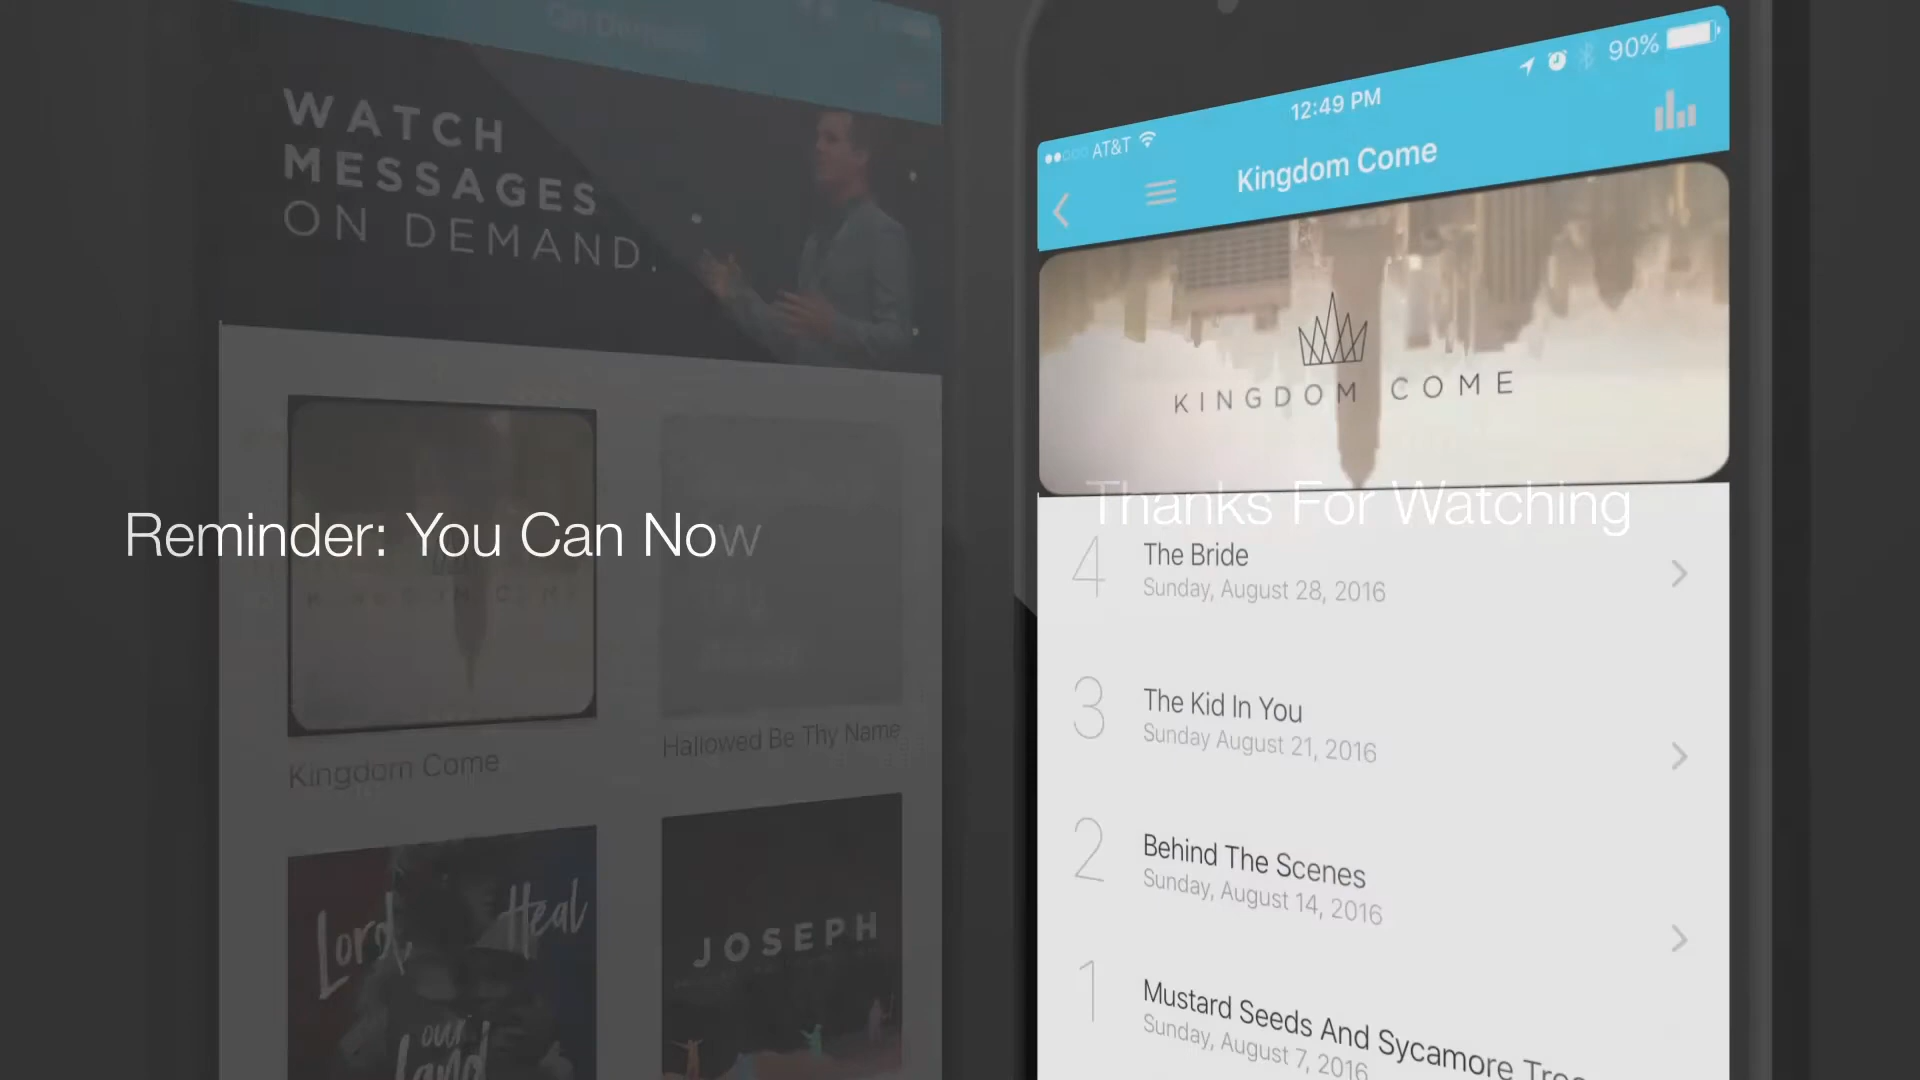 On Demand
WATCH
MESSAGES
ON DEMAND.
Kingdom Come
Hallowed Be Thy Name
Lord, Heal
our
Land
JOSEPH
Reminder: You Can Now
90%
12:49 PM
AT&T
Kingdom Come
KINGDOM COME
Thanks For Watching
4 The Bride
Sunday, August 28, 2016
3 The Kid In You
Sunday August 21, 2016
2 Behind The Scenes
Sunday, August 14, 2016
1 Mustard Seeds And Sycamore
Sunday, August 7, 2016